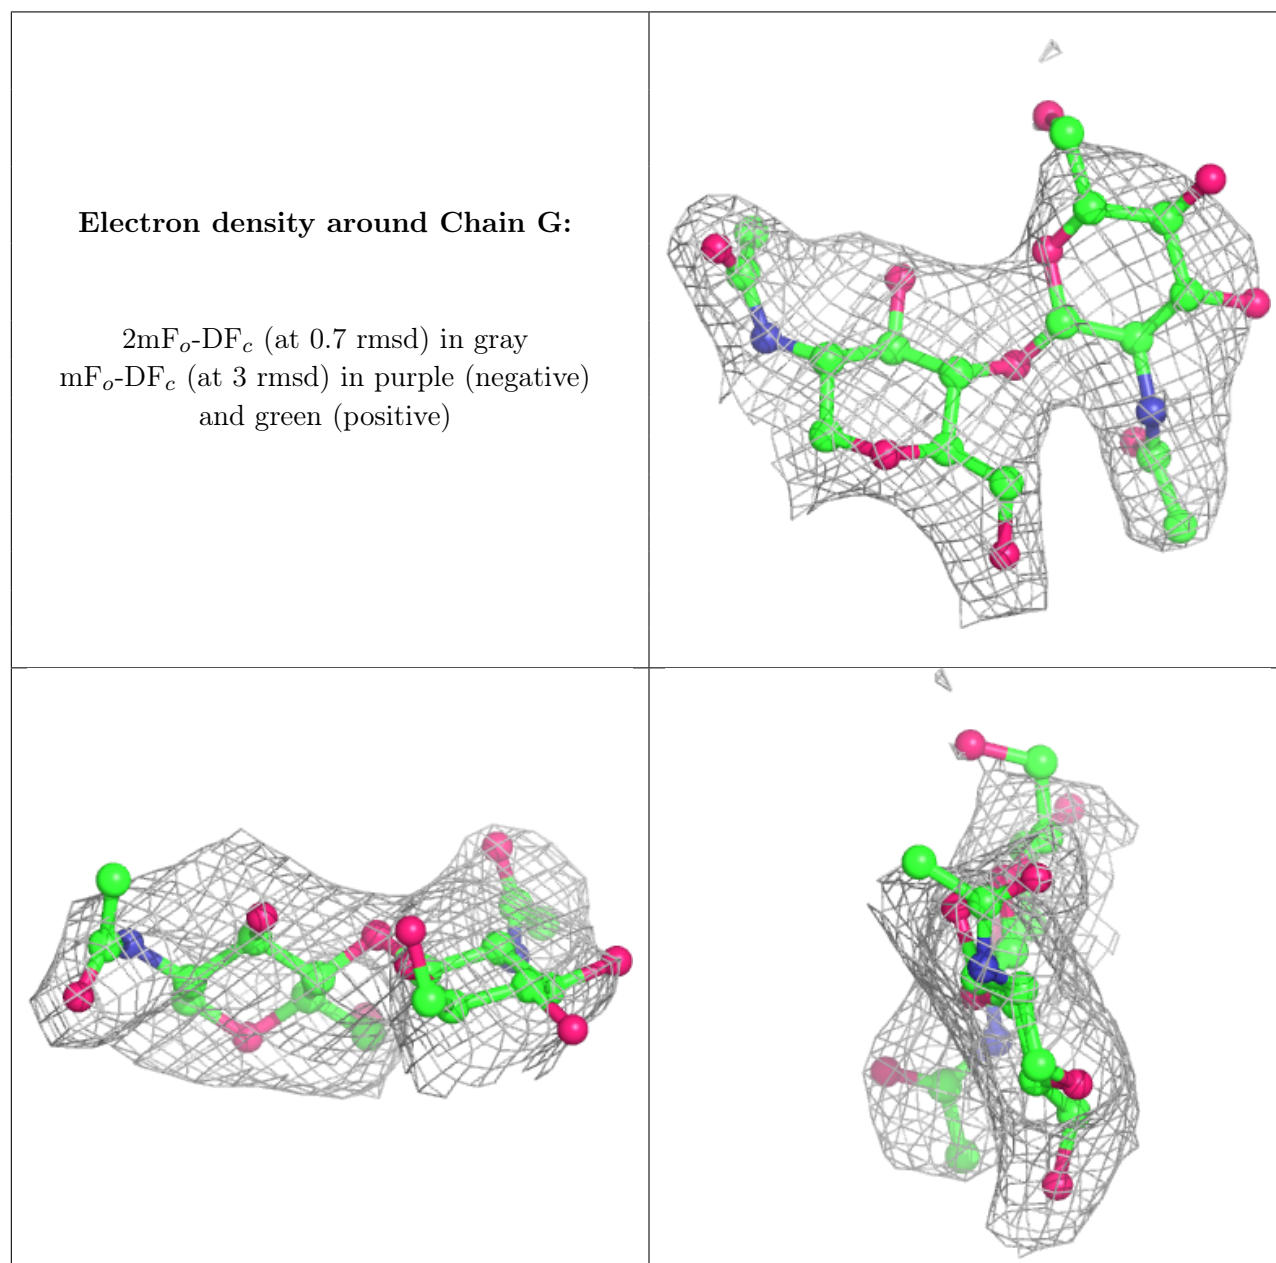 Electron density around Chain G:
2mFo-DFc (at 0.7 rmsd) in gray
mFo-DFc (at 3 rmsd) in purple (negative)
and green (positive)